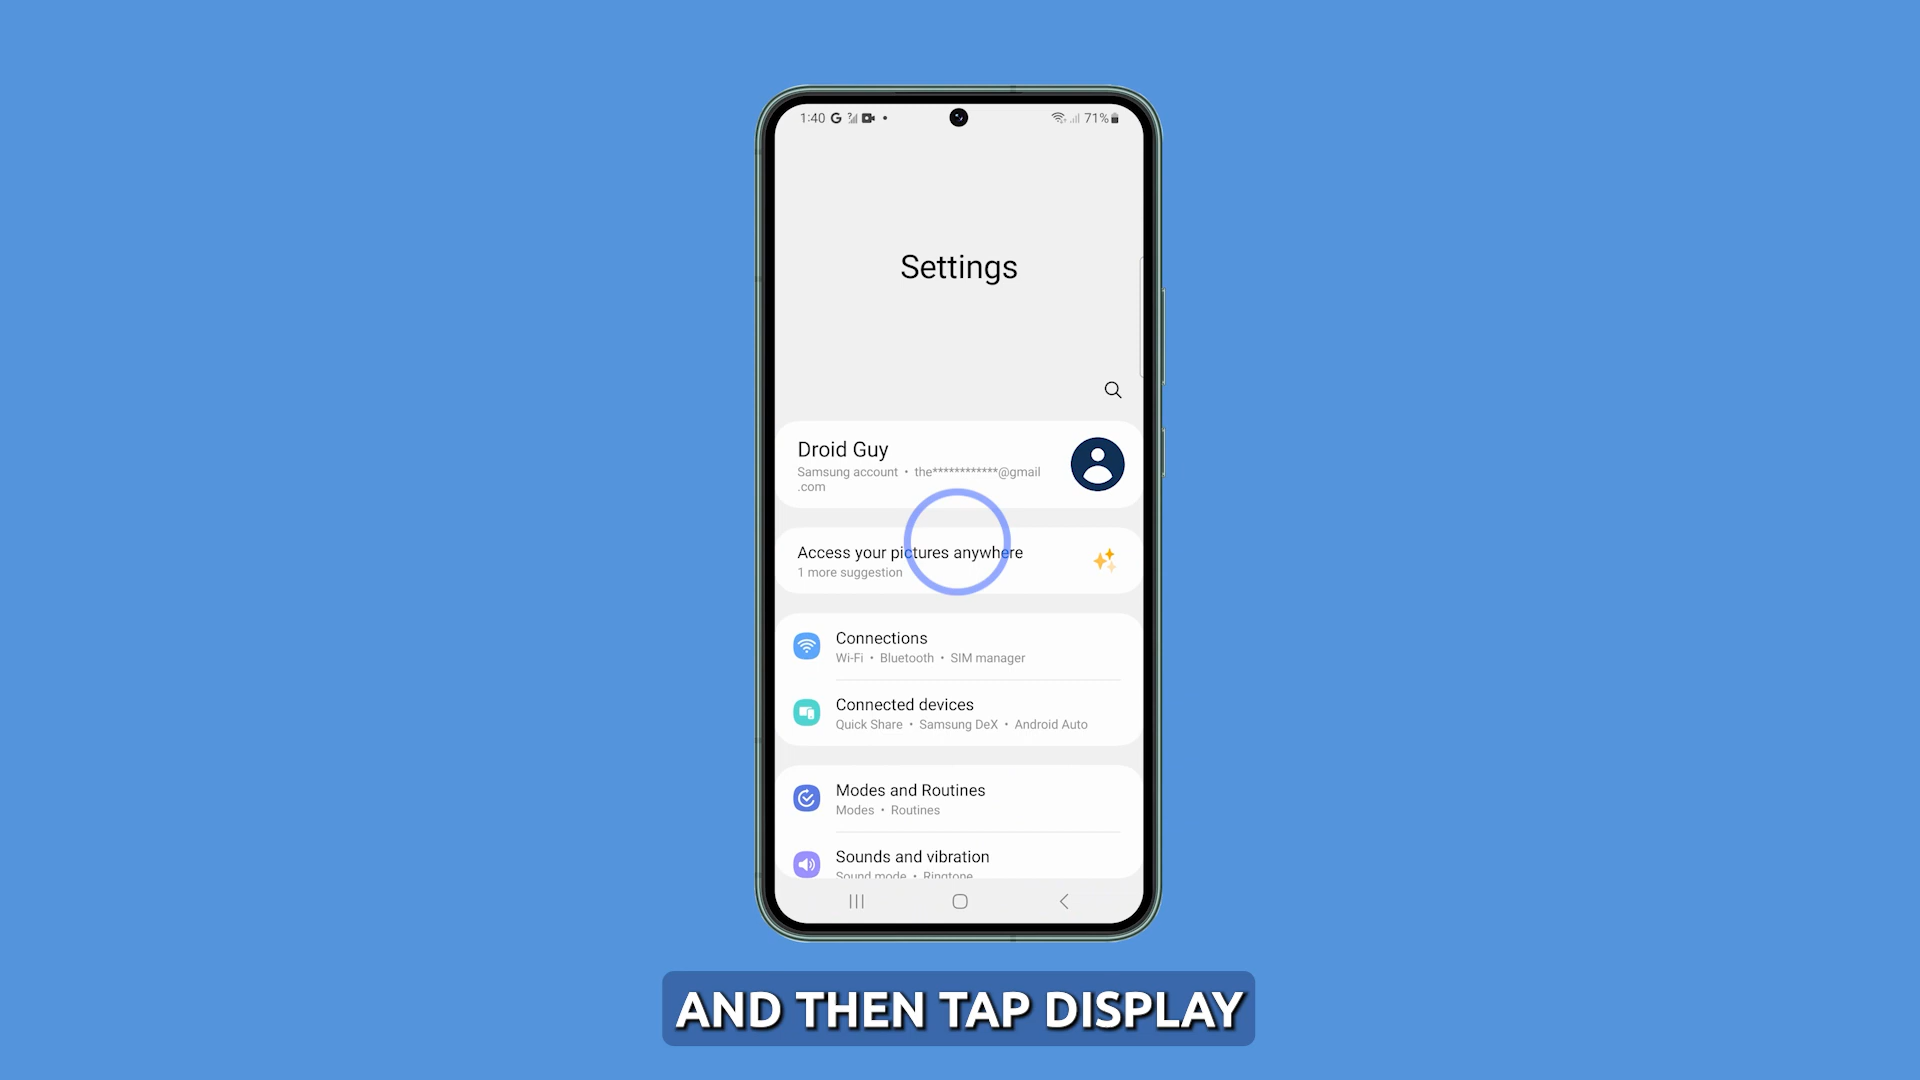 1:40 G 71%
Settings
Droid Guy
Samsung account • the************@gmail
.com
Access your pictures anywhere
1 more suggestion
Connections
Wi-Fi • Bluetooth • SIM manager
Connected devices
Quick Share • Samsung DeX • Android Auto
Modes and Routines
Modes • Routines
Sounds and vibration
Sound mode • Ringtone
AND THEN TAP DISPLAY